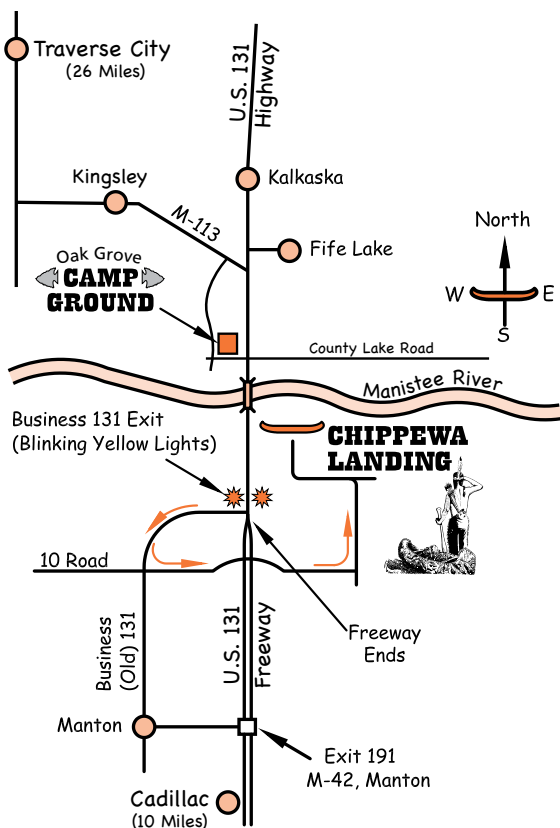 Traverse City
(26 Miles)
U.S. 131
Highway
Kingsley
Kalkaska
M-113
North
Fife Lake
Oak Grove
CAMP
GROUND
W
E
S
County Lake Road
Manistee River
Business 131 Exit
(Blinking Yellow Lights)
CHIPPEWA
LANDING
10 Road
Business
(Old) 131
U.S. 131
Freeway
Freeway
Ends
Manton
Exit 191
M-42, Manton
Cadillac
(10 Miles)